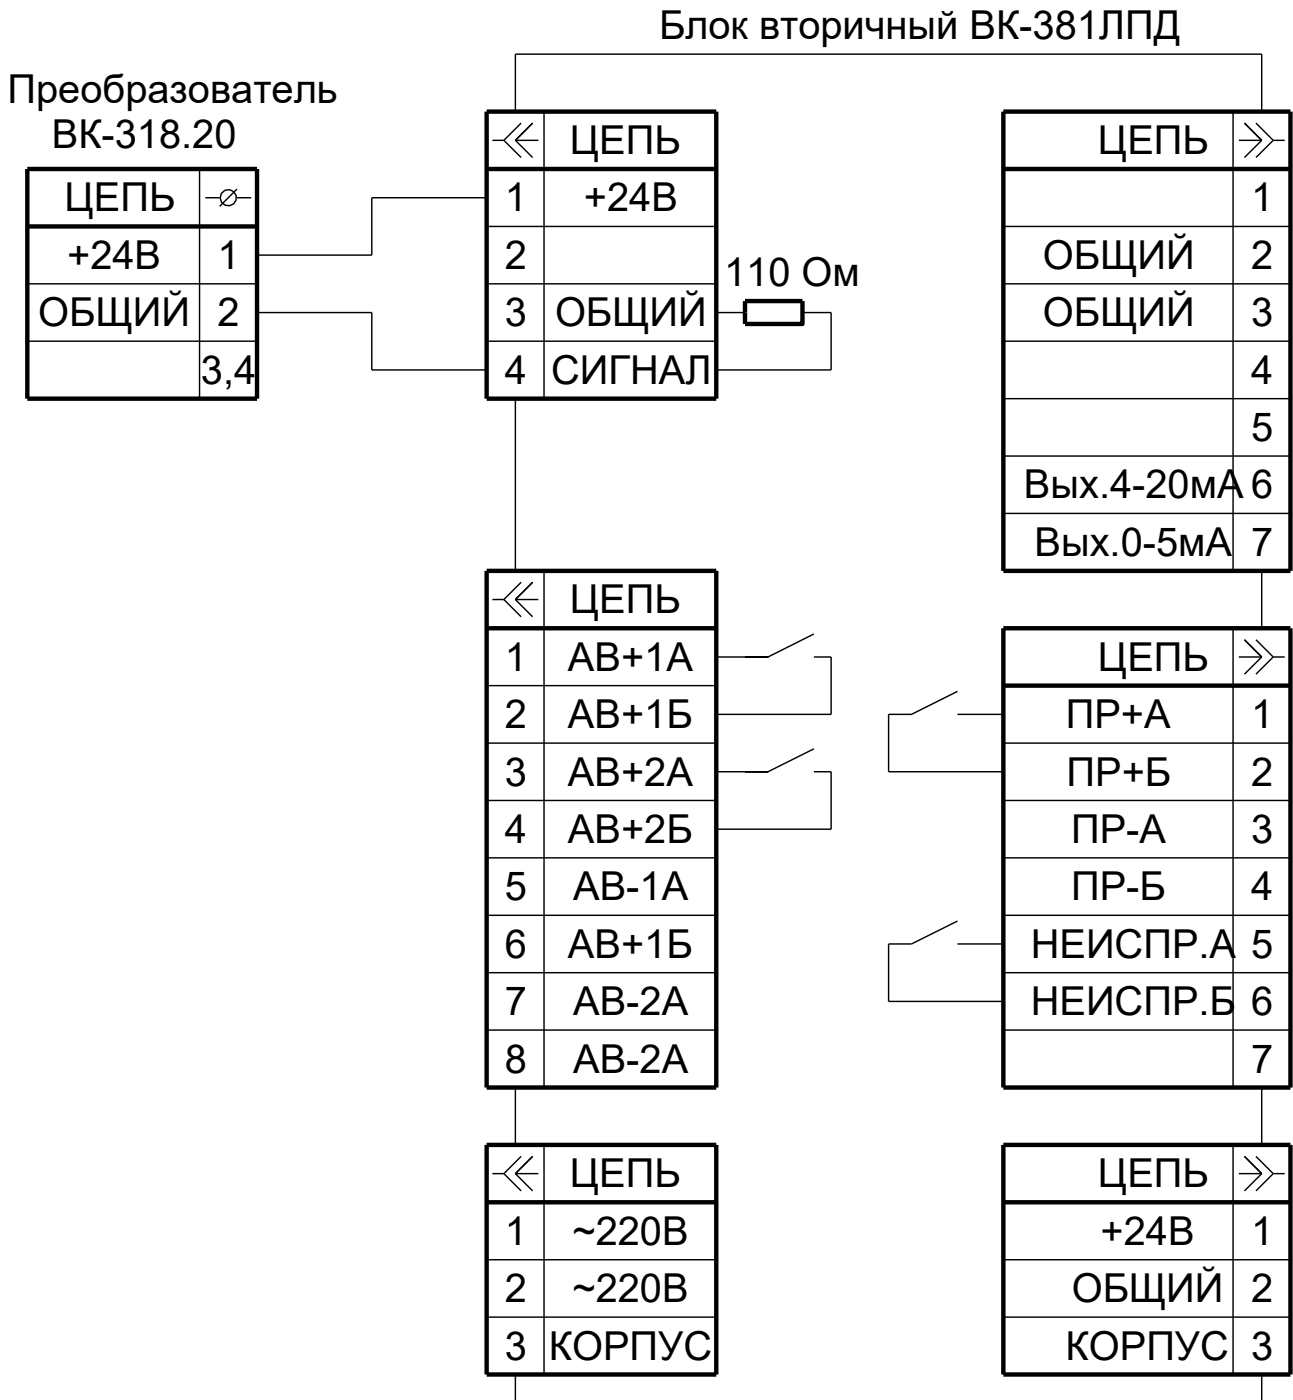 Блок вторичный ВК-381ЛПД
Преобразователь
ВК-318.20
ЦЕПЬ
+24В 1
ОБЩИЙ 2
3,4
ЦЕПЬ
1 +24В
2
3 ОБЩИЙ
4 СИГНАЛ
110 Ом
ЦЕПЬ
1
ОБЩИЙ 2
ОБЩИЙ 3
4
5
Вых.4-20мА 6
Вых.0-5мА 7
ЦЕПЬ
1 АВ+1А
2 АВ+1Б
3 АВ+2А
4 АВ+2Б
5 АВ-1А
6 АВ+1Б
7 АВ-2А
8 АВ-2А
ЦЕПЬ
ПР+А 1
ПР+Б 2
ПР-А 3
ПР-Б 4
НЕИСПР.А 5
НЕИСПР.Б 6
7
ЦЕПЬ
1 ~220В
2 ~220В
3 КОРПУС
ЦЕПЬ
+24В 1
ОБЩИЙ 2
КОРПУС 3